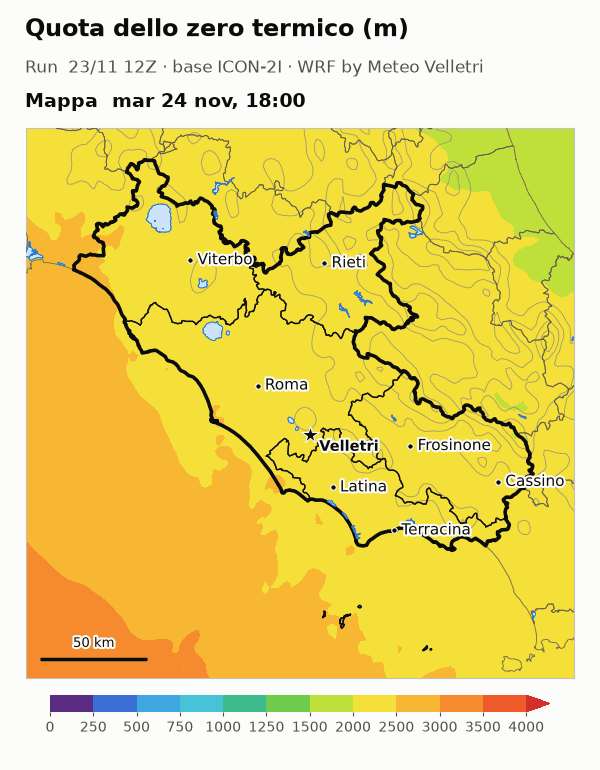 Quota dello zero termico (m)
Run 23/11 12Z · base ICON-2I · WRF by Meteo Velletri
Mappa mar 24 nov, 18:00
Viterbo
Rieti
Roma
Velletri
Frosinone
Cassino
Latina
Terracina
50 km
0 250 500 750 1000 1250 1500 2000 2500 3000 3500 4000